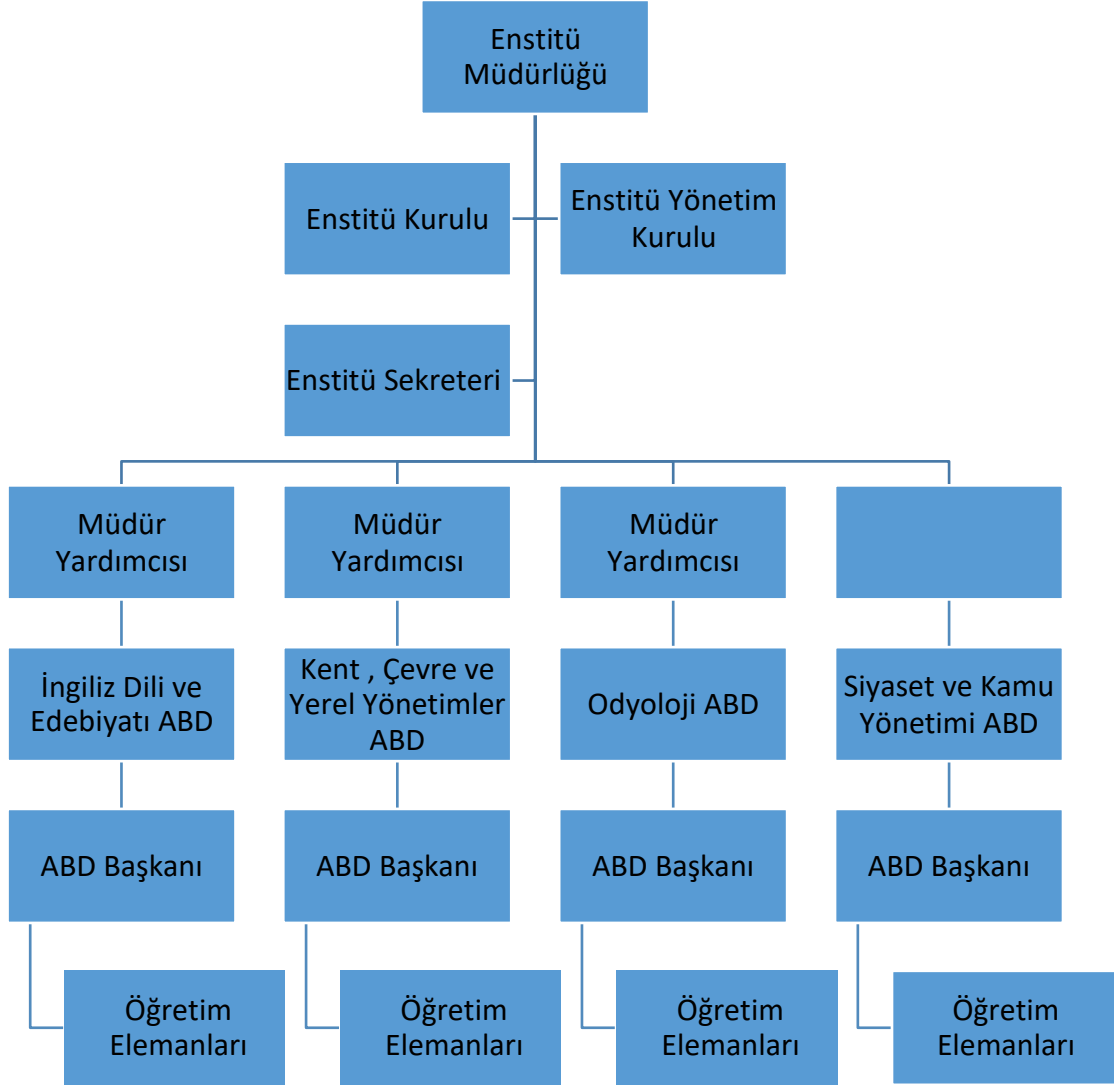 Enstitü
Müdürlüğü
Enstitü Kurulu
Enstitü Yönetim
Kurulu
Enstitü Sekreteri
Müdür
Yardımcısı
Müdür
Yardımcısı
Müdür
Yardımcısı
İngiliz Dili ve
Edebiyatı ABD
Kent , Çevre ve
Yerel Yönetimler
ABD
Odyoloji ABD
Siyaset ve Kamu
Yönetimi ABD
ABD Başkanı
ABD Başkanı
ABD Başkanı
ABD Başkanı
Öğretim
Elemanları
Öğretim
Elemanları
Öğretim
Elemanları
Öğretim
Elemanları